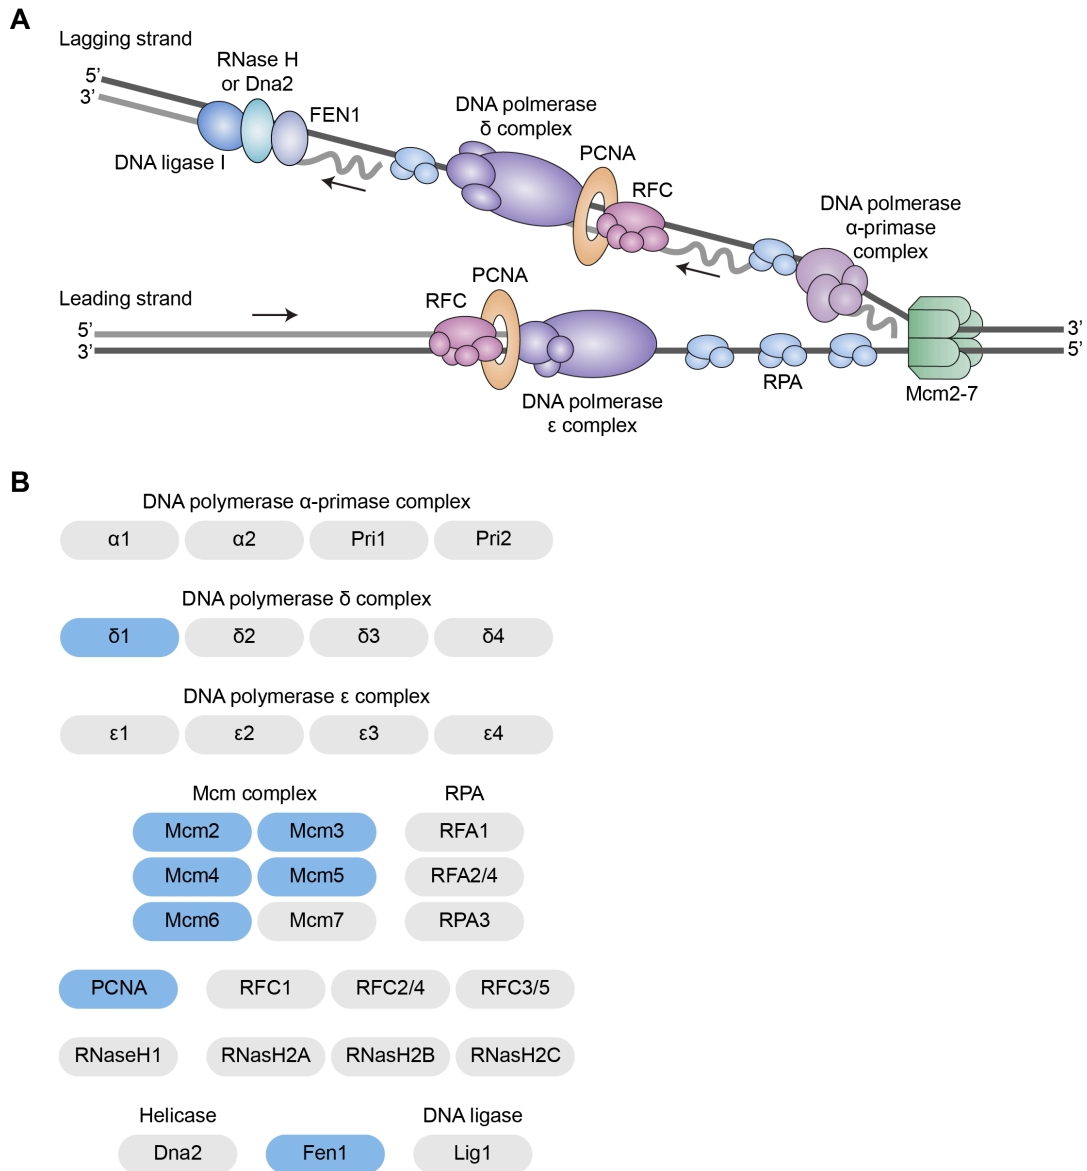 A
Lagging strand
RNase H
or Dna2
5’
3’
FEN1
DNA ligase I
DNA polmerase
δ complex
PCNA
RFC
DNA polmerase
α-primase
complex
Leading strand
PCNA
RFC
5’
3’
3’
5’
RPA
Mcm2-7
DNA polmerase
ε complex
B
DNA polymerase α-primase complex
α1 α2 Pri1 Pri2
DNA polymerase δ complex
δ1 δ2 δ3 δ4
DNA polymerase ε complex
ε1 ε2 ε3 ε4
Mcm complex RPA
Mcm2 Mcm3 RFA1
Mcm4 Mcm5 RFA2/4
Mcm6 Mcm7 RPA3
PCNA RFC1 RFC2/4 RFC3/5
RNaseH1 RNasH2A RNasH2B RNasH2C
Helicase DNA ligase
Dna2 Fen1 Lig1